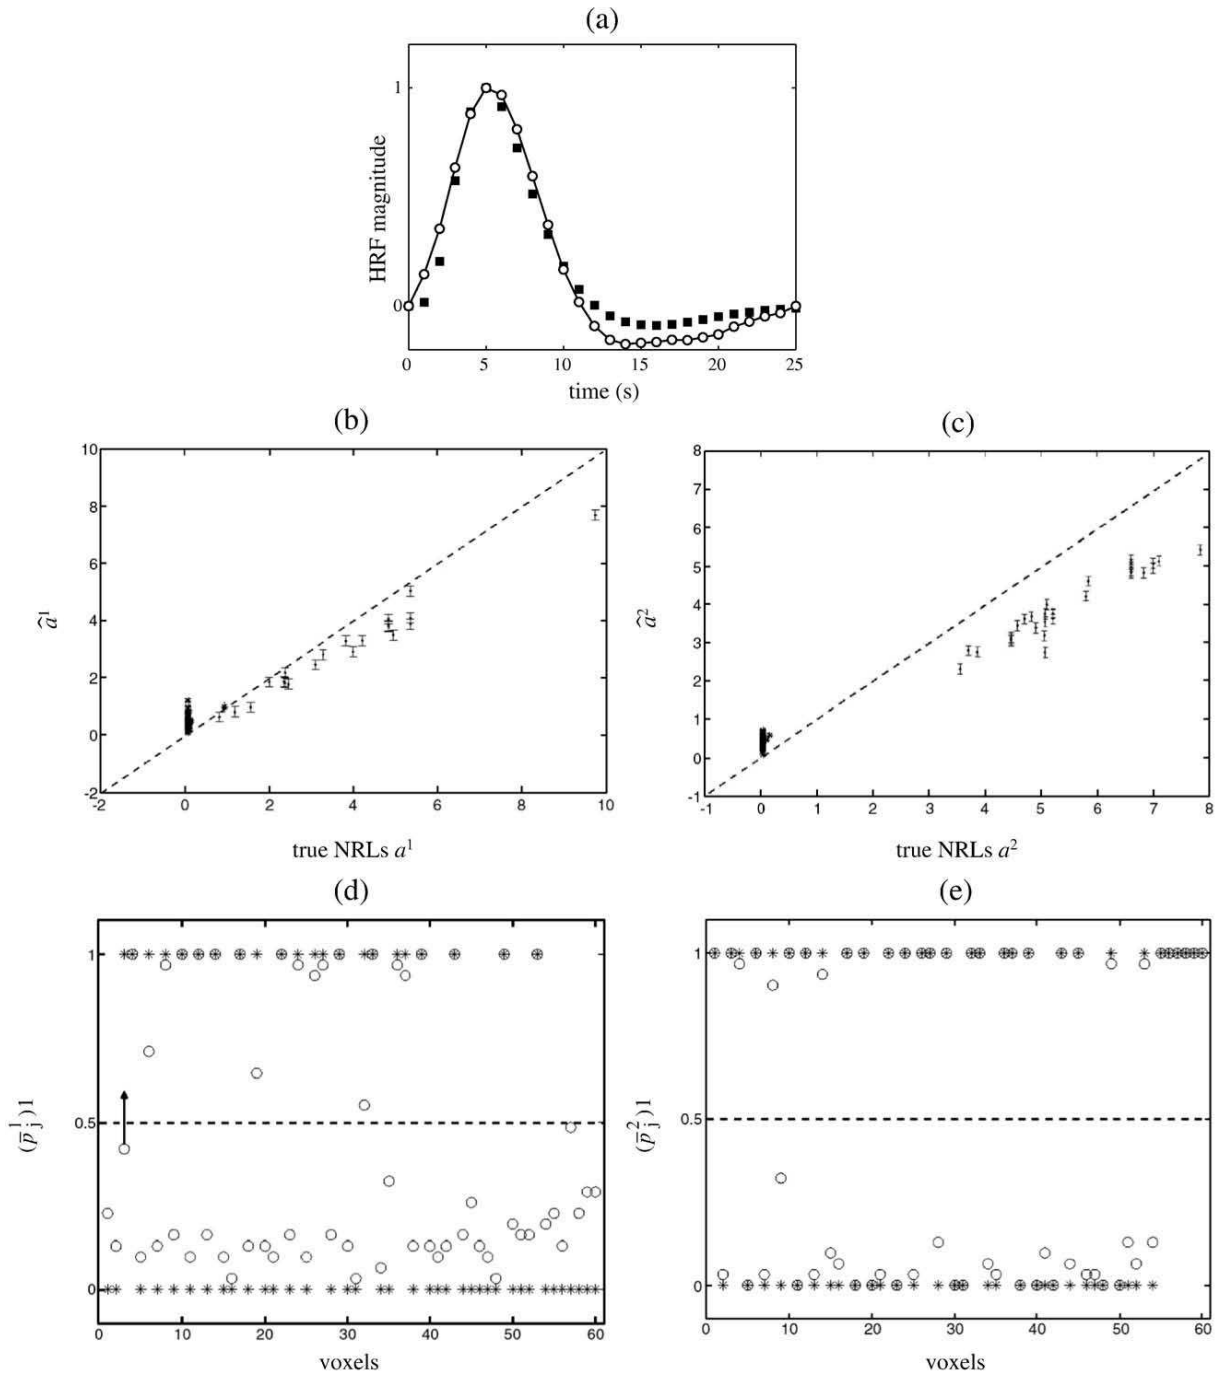 (a)
1
0
HRF magnitude
0 5 10 15 20 25
time (s)
(b)
10
8
6
4
2
0
-2
â¹
-2 0 2 4 6 8 10
true NRLs a¹
(c)
8
7
6
5
4
3
2
1
0
-1
â²
-1 0 1 2 3 4 5 6 7 8
true NRLs a²
(d)
1
0.5
0
(p̄¹j)1
0 10 20 30 40 50 60
voxels
(e)
1
0.5
0
(p̄²j)1
0 10 20 30 40 50 60
voxels